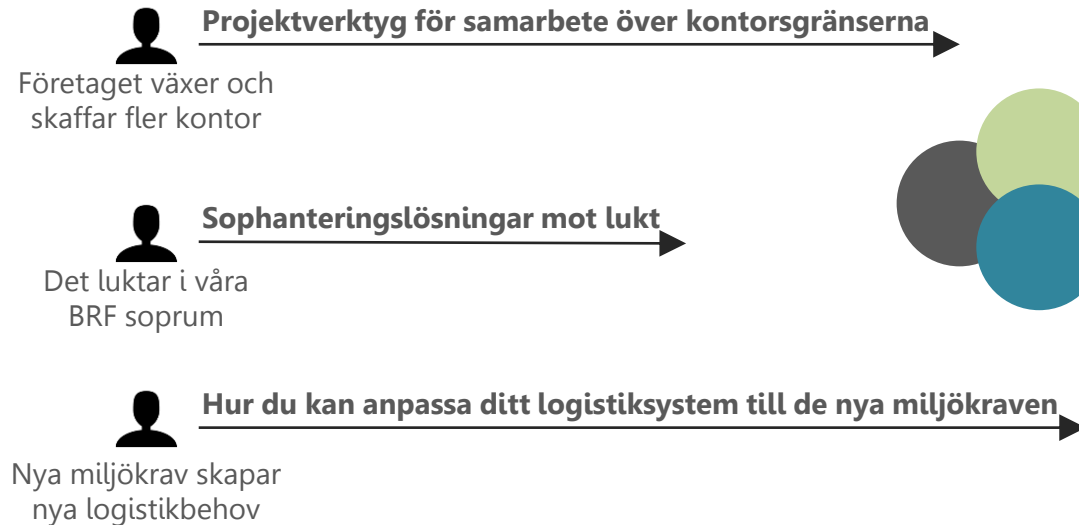 Projektverktyg för samarbete över kontorsgränserna
Företaget växer och
skaffar fler kontor
Sophanteringslösningar mot lukt
Det luktar i våra
BRF soprum
Hur du kan anpassa ditt logistiksystem till de nya miljökraven
Nya miljökrav skapar
nya logistikbehov